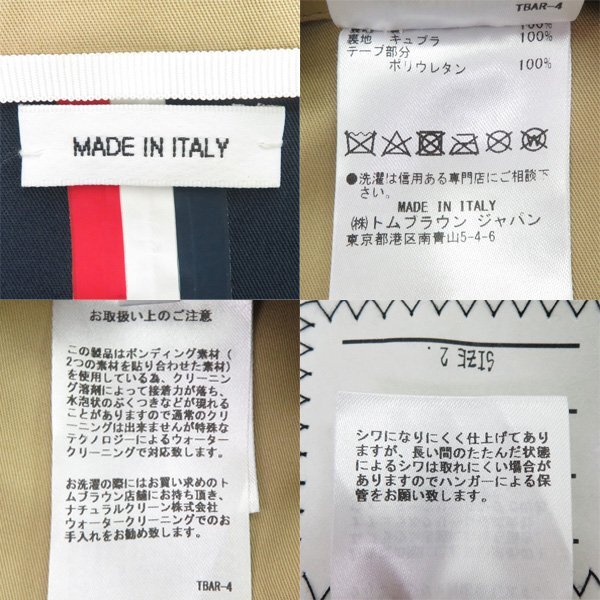 MADE IN ITALY
TBAR-4
100%
裏地 キュプラ 100%
テープ部分
ポリウレタン 100%
●洗濯は信用ある専門店にご相談下
さい。
MADE IN ITALY
㈱トムブラウン ジャパン
東京都港区南青山5-4-6
お取扱い上のご注意
この製品はボンディング素材(
2つの素材を貼り合わせた素材)
を使用している為、クリーニン
グ溶剤によって接着力が落ち、
水泡状のぶくつきなどが現れる
ことがありますので通常のクリ
ーニングは出来ませんが特殊な
テクノロジーによるウォーター
クリーニングで対応致します。
お洗濯の際にはお買い求めのト
ムブラウン店舗にお持ち頂き、
ナチュラルクリーン株式会社
ウォータークリーニングでのお
手入れをお勧め致します。
TBAR-4
SIZE 2.
シワになりにくく仕上げてあり
ますが、長い間のたたんだ状態
によるシワは取れにくい場合が
ありますのでハンガーによる保
管をお願い致します。